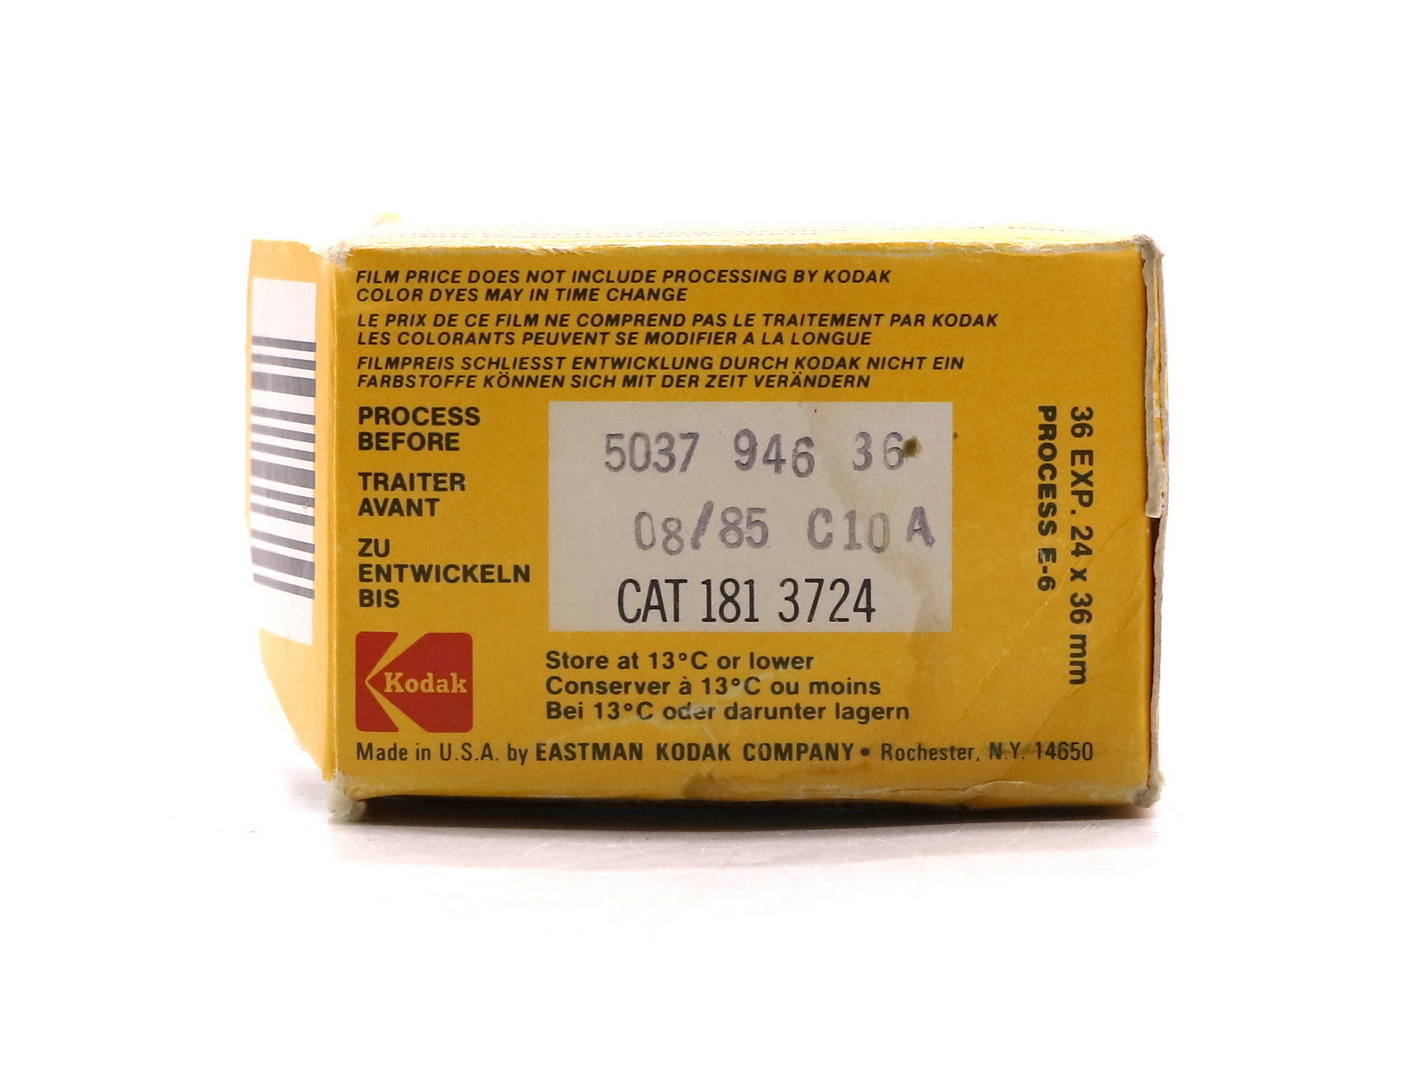 FILM PRICE DOES NOT INCLUDE PROCESSING BY KODAK
COLOR DYES MAY IN TIME CHANGE
LE PRIX DE CE FILM NE COMPREND PAS LE TRAITEMENT PAR KODAK
LES COLORANTS PEUVENT SE MODIFIER A LA LONGUE
FILMPREIS SCHLIESST ENTWICKLUNG DURCH KODAK NICHT EIN
FARBSTOFFE KÖNNEN SICH MIT DER ZEIT VERÄNDERN
PROCESS
BEFORE
TRAITER
AVANT
ZU
ENTWICKELN
BIS
5037 946 36
08/85 C10 A
CAT 181 3724
36 EXP. 24 x 36 mm
PROCESS E-6
Kodak
Store at 13°C or lower
Conserver à 13°C ou moins
Bei 13°C oder darunter lagern
Made in U.S.A. by EASTMAN KODAK COMPANY • Rochester, N.Y. 14650